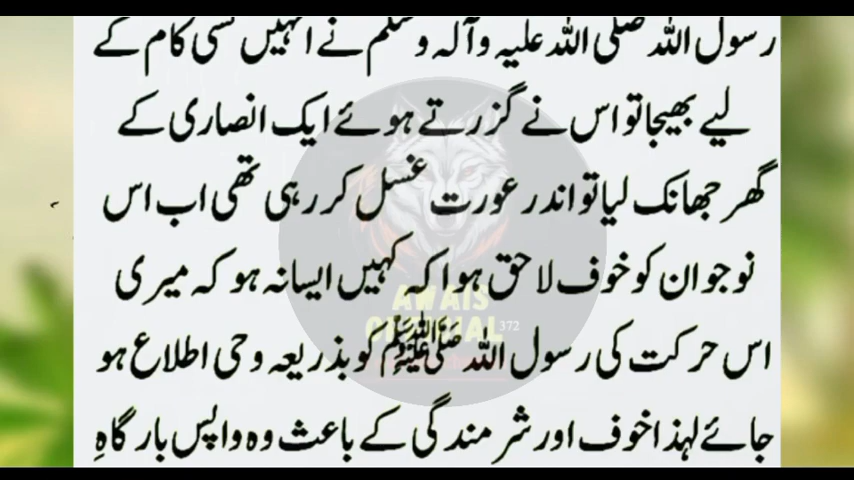 رسول اللہ صلی اللہ علیہ وآلہ وسلم نے انہیں کسی کام کے
لیے بھیجا تو اس نے گزرتے ہوئے ایک انصاری کے
گھر جھانک لیا تو اندر عورت غسل کر رہی تھی اب اس
نوجوان کو خوف لاحق ہوا کہ کہیں ایسا نہ ہو کہ میری
اس حرکت کی رسول اللہ ﷺ کو بذریعہ وحی اطلاع ہو
جائے لہذا خوف اور شرمندگی کے باعث وہ واپس بارگاہِ
AWAIS
OFFICIAL 372